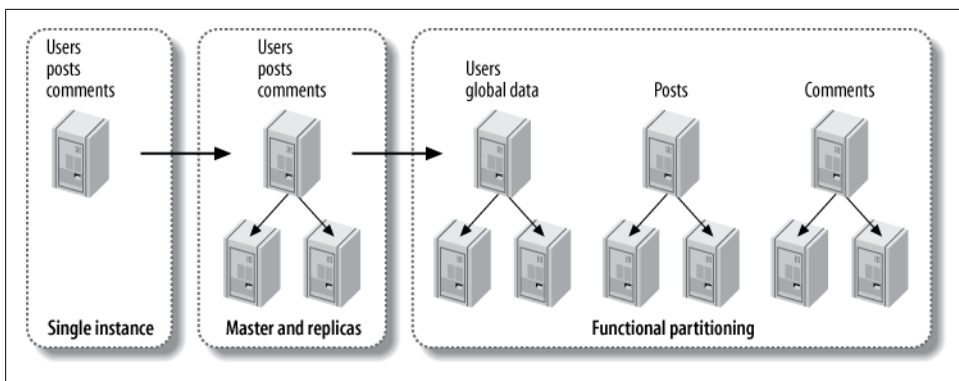 Users
posts
comments
Users
posts
comments
Users
global data
Posts
Comments
Single instance
Master and replicas
Functional partitioning